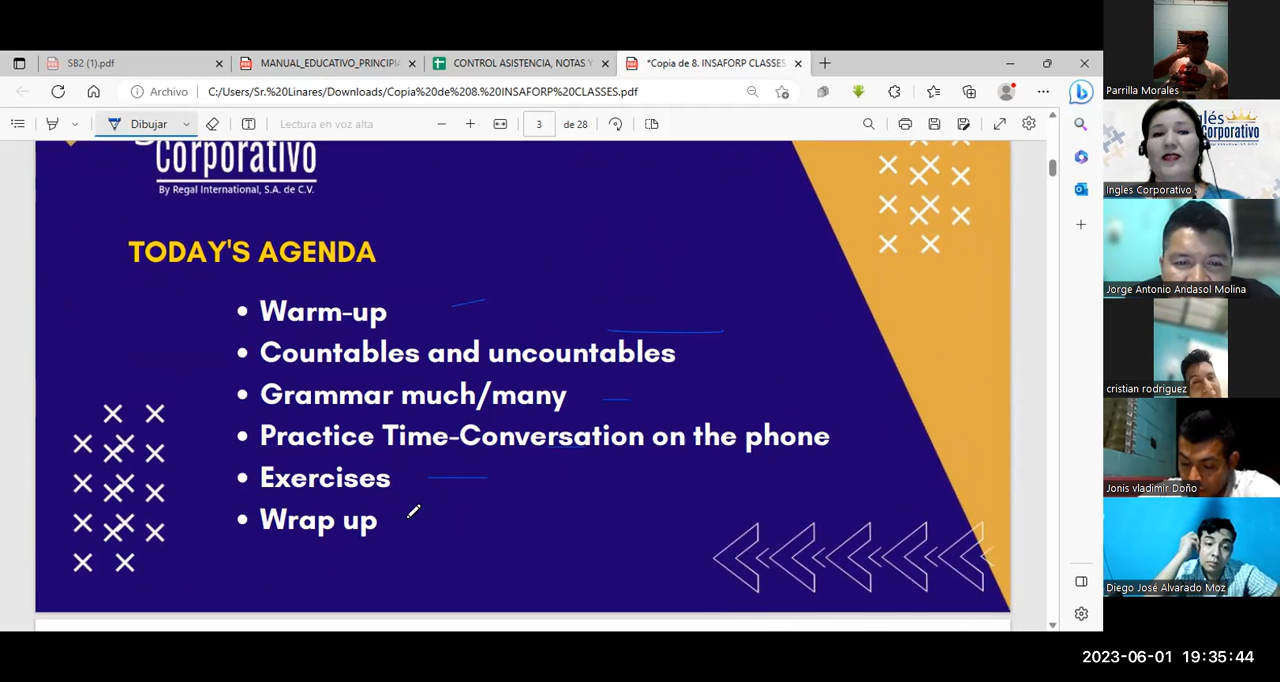 SB2 (1).pdf
MANUAL_EDUCATIVO_PRINCIPI
CONTROL ASISTENCIA, NOTAS Y
*Copia de 8. INSAFORP CLASSES
Archivo
C:/Users/Sr.%20Linares/Downloads/Copia%20de%208.%20INSAFORP%20CLASSES.pdf
Dibujar
Lectura en voz alta
3
de 28
Corporativo
By Regal International, S.A. de C.V.
TODAY'S AGENDA
• Warm-up
• Countables and uncountables
• Grammar much/many
• Practice Time-Conversation on the phone
• Exercises
• Wrap up
Parrilla Morales
glés
Corporativo
Ingles Corporativo
Jorge Antonio Andasol Molina
cristian rodriguez
Jonis vladimir Doño
Diego José Alvarado Moz
2023-06-01 19:35:44